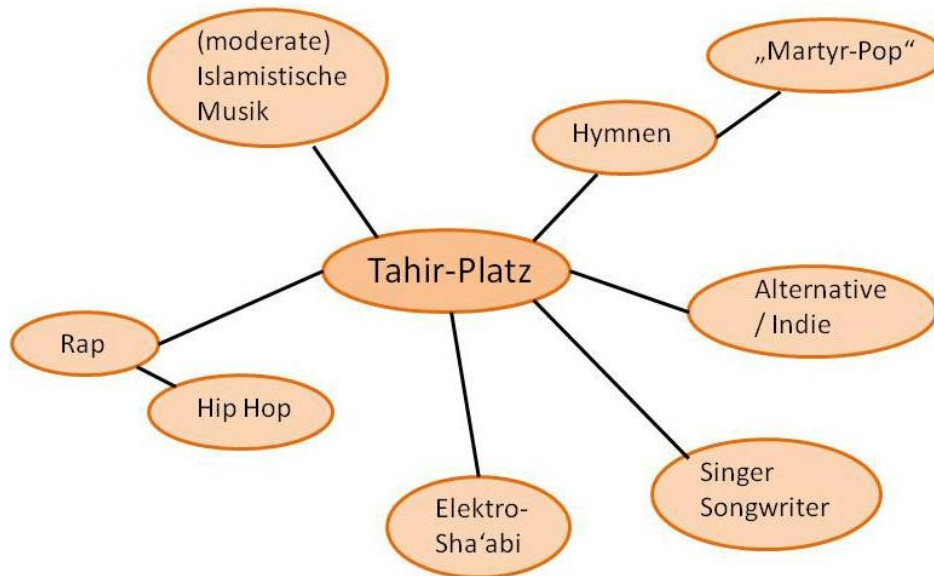 (moderate)
Islamistische
Musik
„Martyr-Pop“
Hymnen
Tahir-Platz
Alternative
/ Indie
Rap
Hip Hop
Singer
Songwriter
Elektro-
Sha‘abi